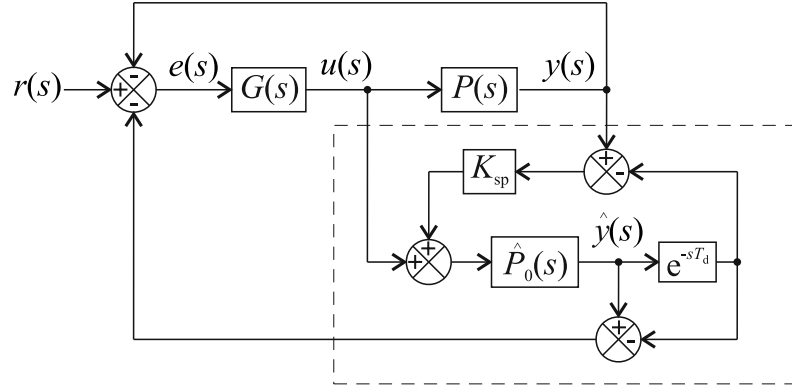 r(s)
+
-
-
e(s)
G(s)
u(s)
P(s)
y(s)
K_sp
+
-
+
+
P̂_0(s)
ŷ(s)
e^{-sT_d}
+
-